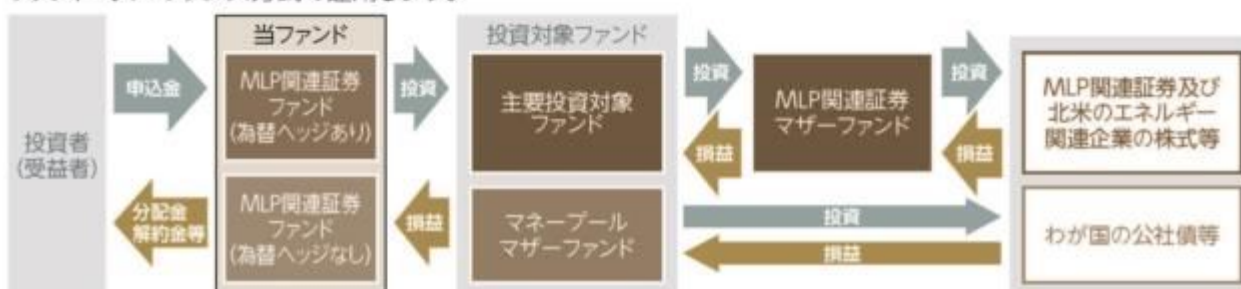 投資者
(受益者)
申込金
分配金
解約金等
当ファンド
MLP関連証券
ファンド
(為替ヘッジあり)
MLP関連証券
ファンド
(為替ヘッジなし)
投資
損益
投資対象ファンド
主要投資対象
ファンド
マネープール
マザーファンド
投資
損益
MLP関連証券
マザーファンド
投資
損益
投資
損益
MLP関連証券及び
北米のエネルギー
関連企業の株式等
わが国の公社債等